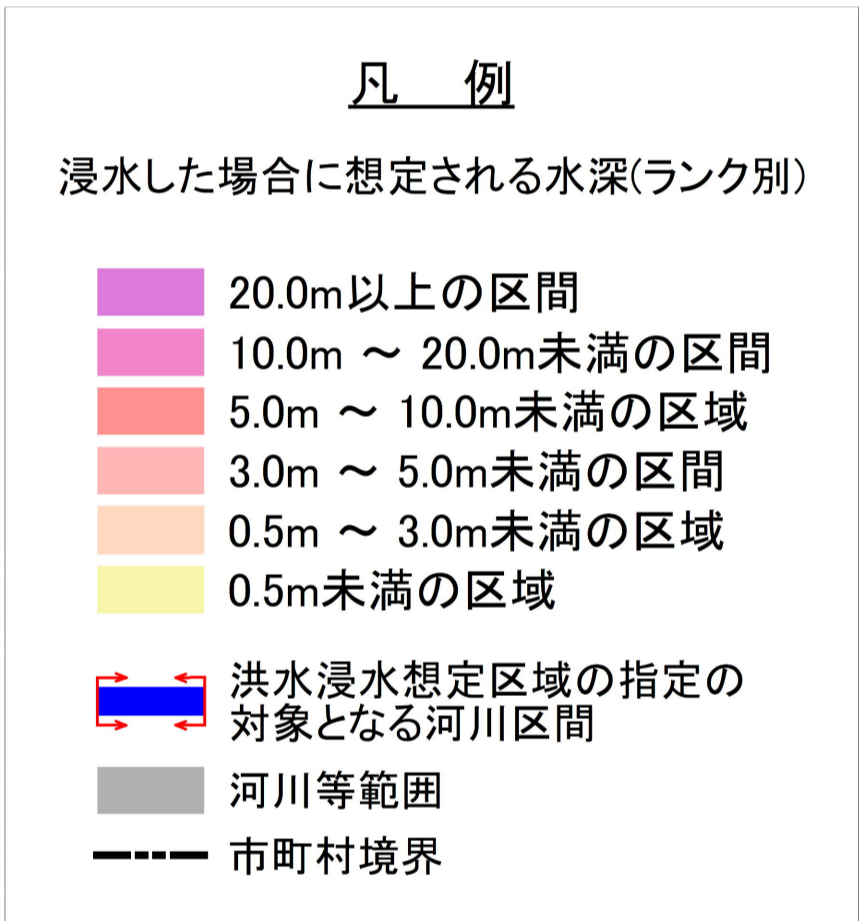 凡 例
浸水した場合に想定される水深(ランク別)
20.0m以上の区間
10.0m ～ 20.0m未満の区間
5.0m ～ 10.0m未満の区域
3.0m ～ 5.0m未満の区間
0.5m ～ 3.0m未満の区域
0.5m未満の区域
洪水浸水想定区域の指定の
対象となる河川区間
河川等範囲
市町村境界